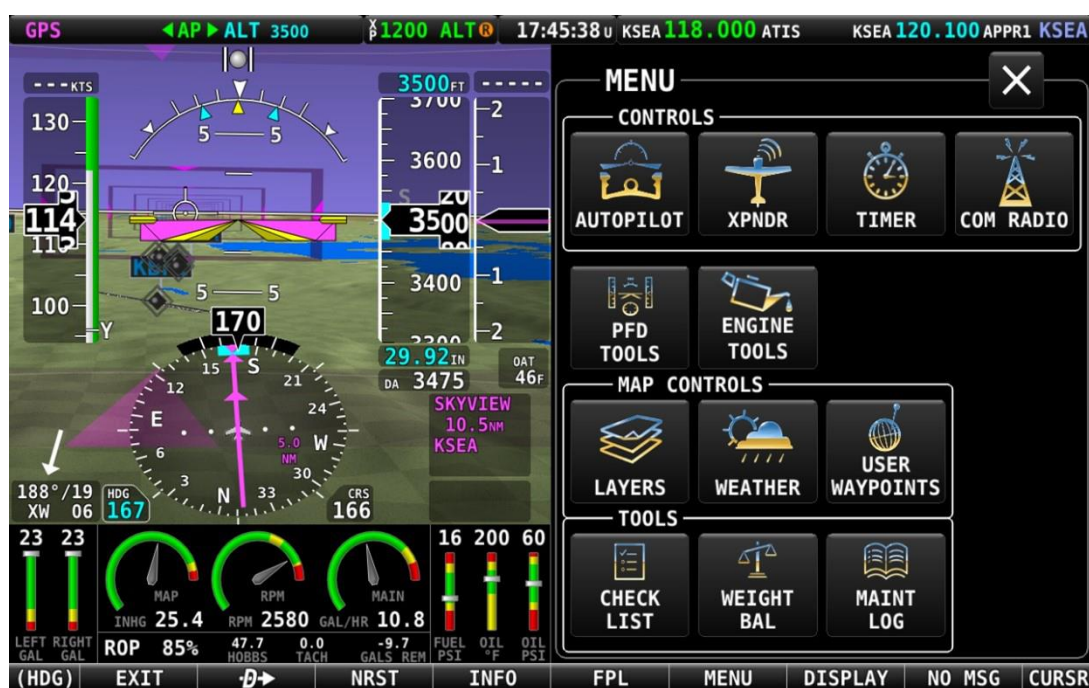 GPS ◀AP▶ ALT 3500 XP 1200 ALT R 17:45:38 U KSEA 118.000 ATIS KSEA 120.100 APPR1 KSEA
---KTS
3500FT -----
MENU
CONTROLS
AUTOPILOT XPNDR TIMER COM RADIO
PFD TOOLS
ENGINE TOOLS
MAP CONTROLS
LAYERS WEATHER USER WAYPOINTS
TOOLS
CHECK LIST
WEIGHT BAL
MAINT LOG
130
120
114
110
100
Y
5 5
5 5
3700
3600
S
20
3500
3400
3300
2
1
1
2
170
29.92IN
DA 3475
OAT 46F
SKYVIEW
10.5NM
KSEA
12 15 S 21 24 W 30 33 N 3 6 E
5.0 NM
188°/19
XW 06
HDG 167
CRS 166
23 23
LEFT GAL RIGHT GAL
MAP
INHG 25.4
RPM
RPM 2580
MAIN
GAL/HR 10.8
16 200 60
FUEL PSI OIL °F OIL PSI
ROP 85%
47.7 HOBBS
0.0 TACH
-9.7 GALS REM
(HDG) EXIT D NRST INFO FPL MENU DISPLAY NO MSG CURSR